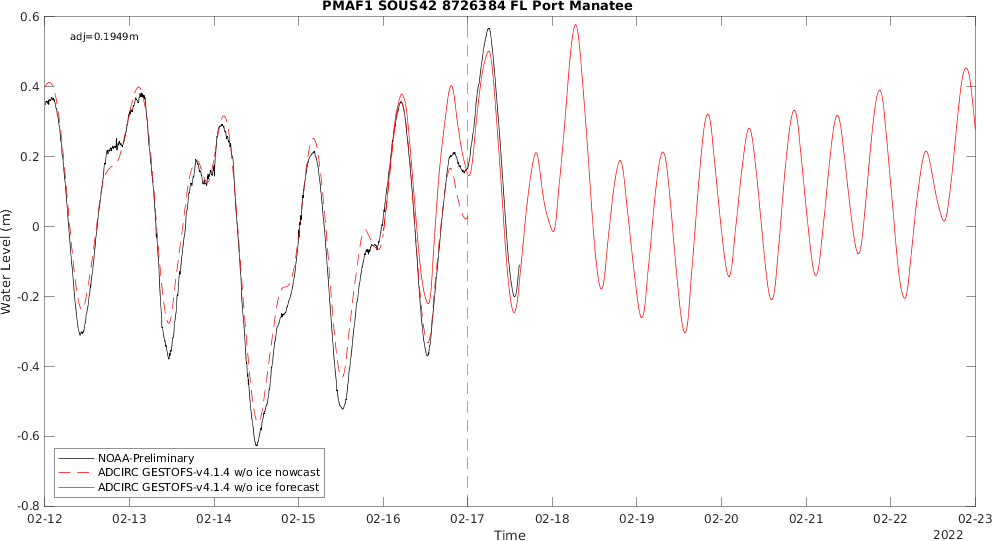 PMAF1 SOUS42 8726384 FL Port Manatee
adj=0.1949m
0.6
0.4
0.2
0
-0.2
-0.4
-0.6
-0.8
Water Level (m)
NOAA-Preliminary
ADCIRC GESTOFS-v4.1.4 w/o ice nowcast
ADCIRC GESTOFS-v4.1.4 w/o ice forecast
02-12 02-13 02-14 02-15 02-16 02-17 02-18 02-19 02-20 02-21 02-22 02-23
Time
2022